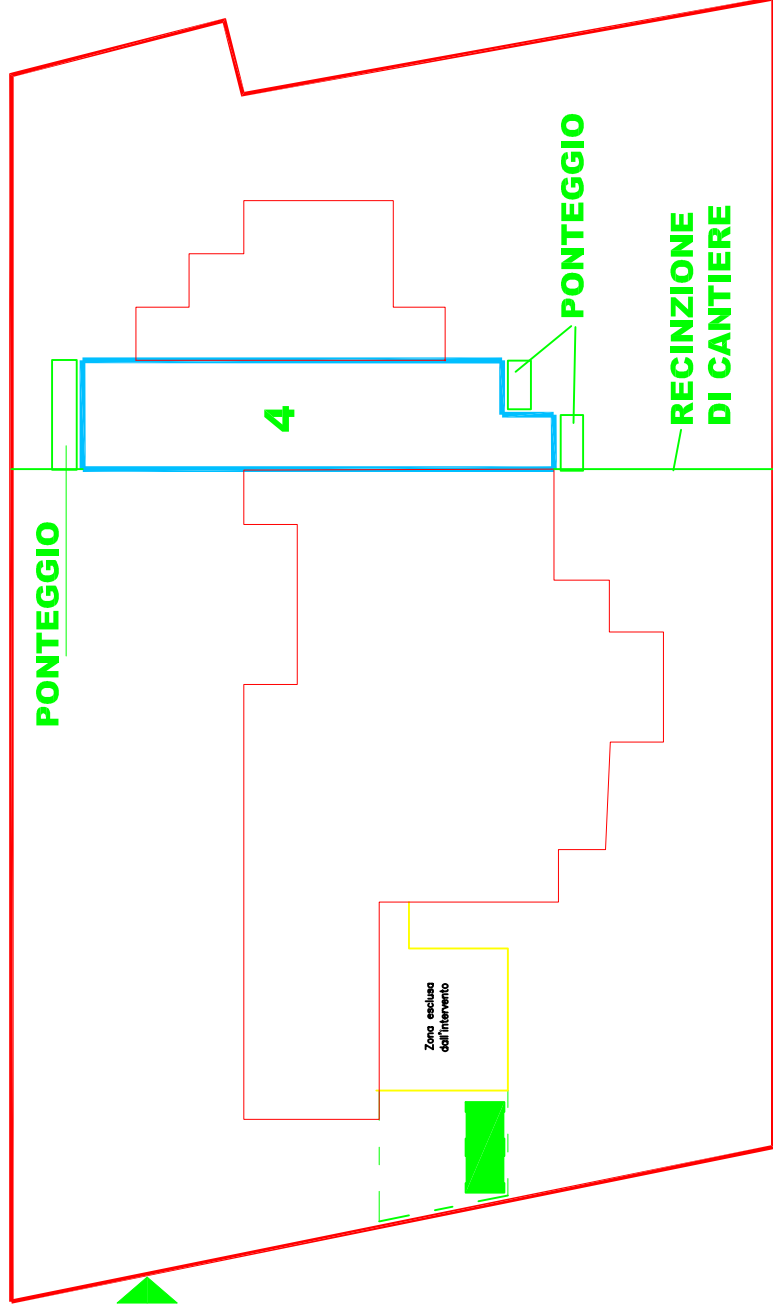 PONTEGGIO
4
PONTEGGIO
RECINZIONE
DI CANTIERE
Zona esclusa
dall'intervento